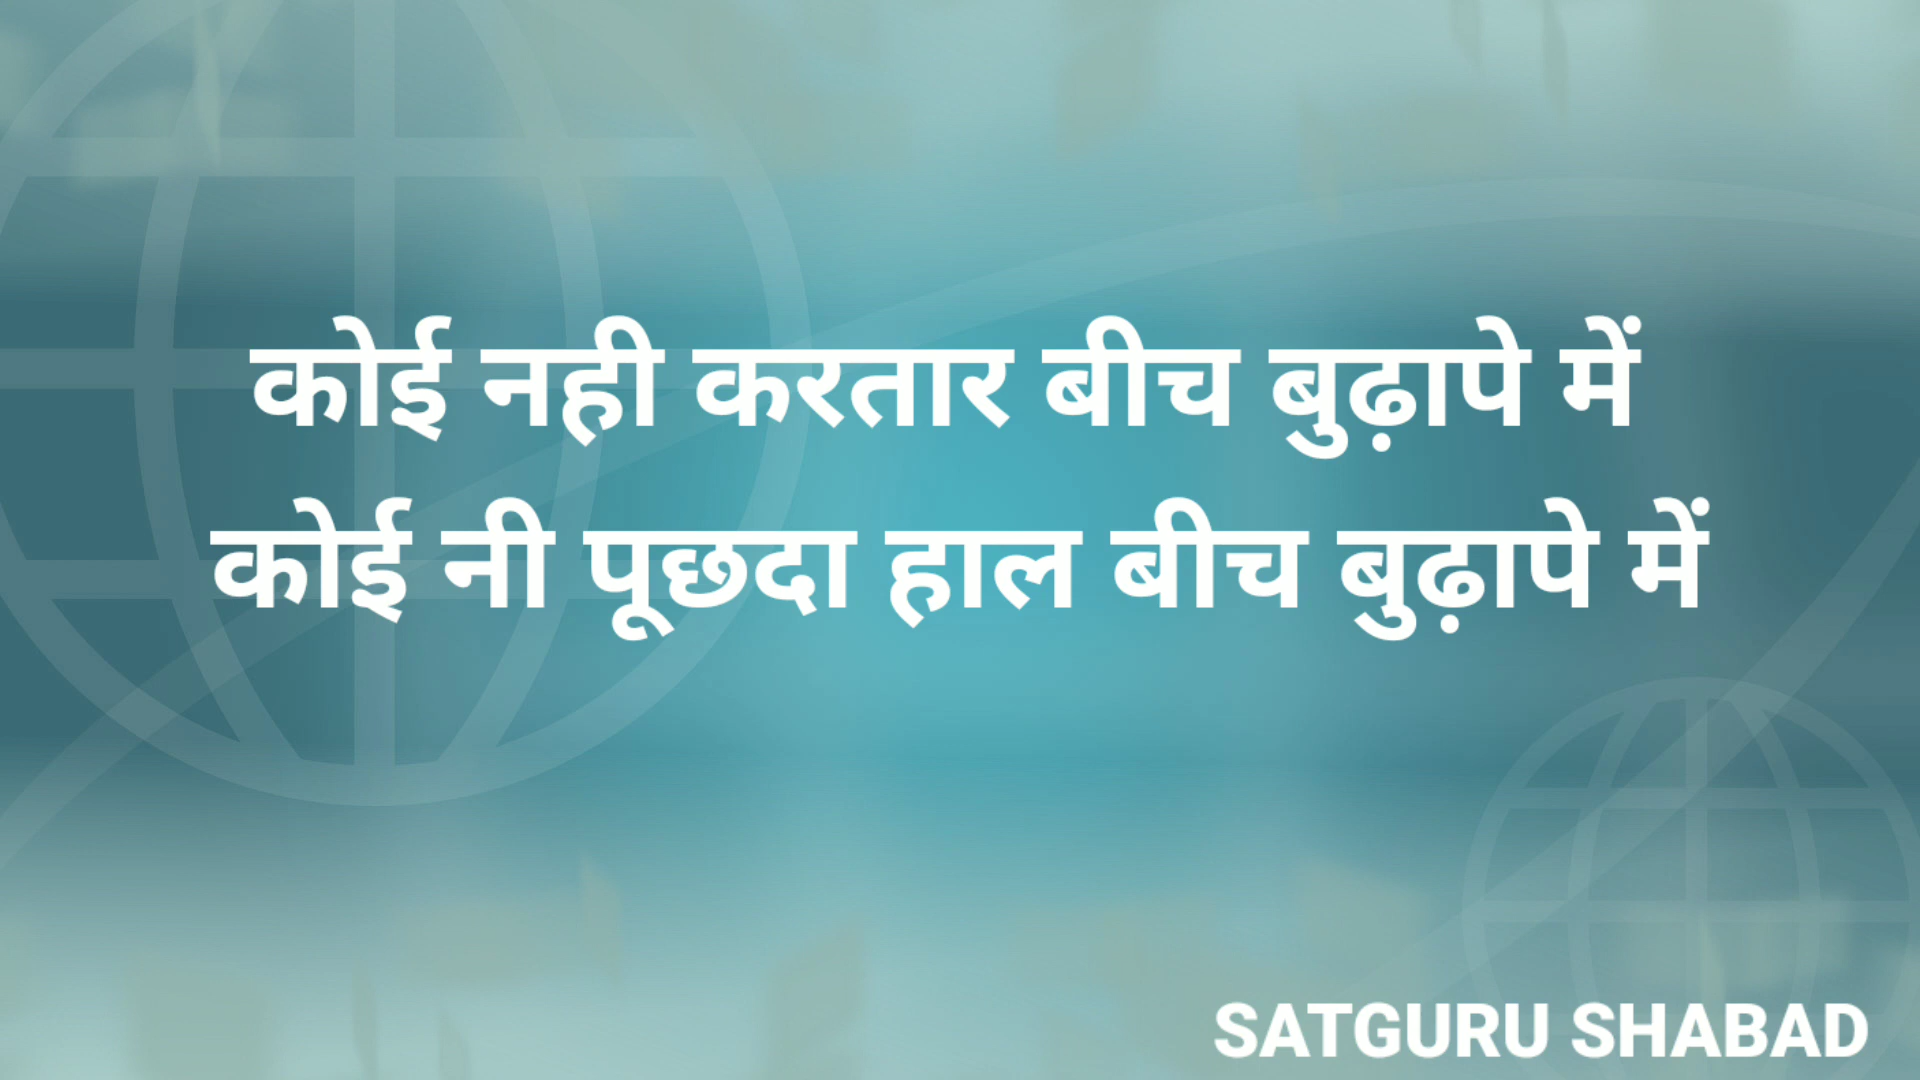 कोई नही करतार बीच बुढ़ापे में
कोई नी पूछदा हाल बीच बुढ़ापे में
SATGURU SHABAD